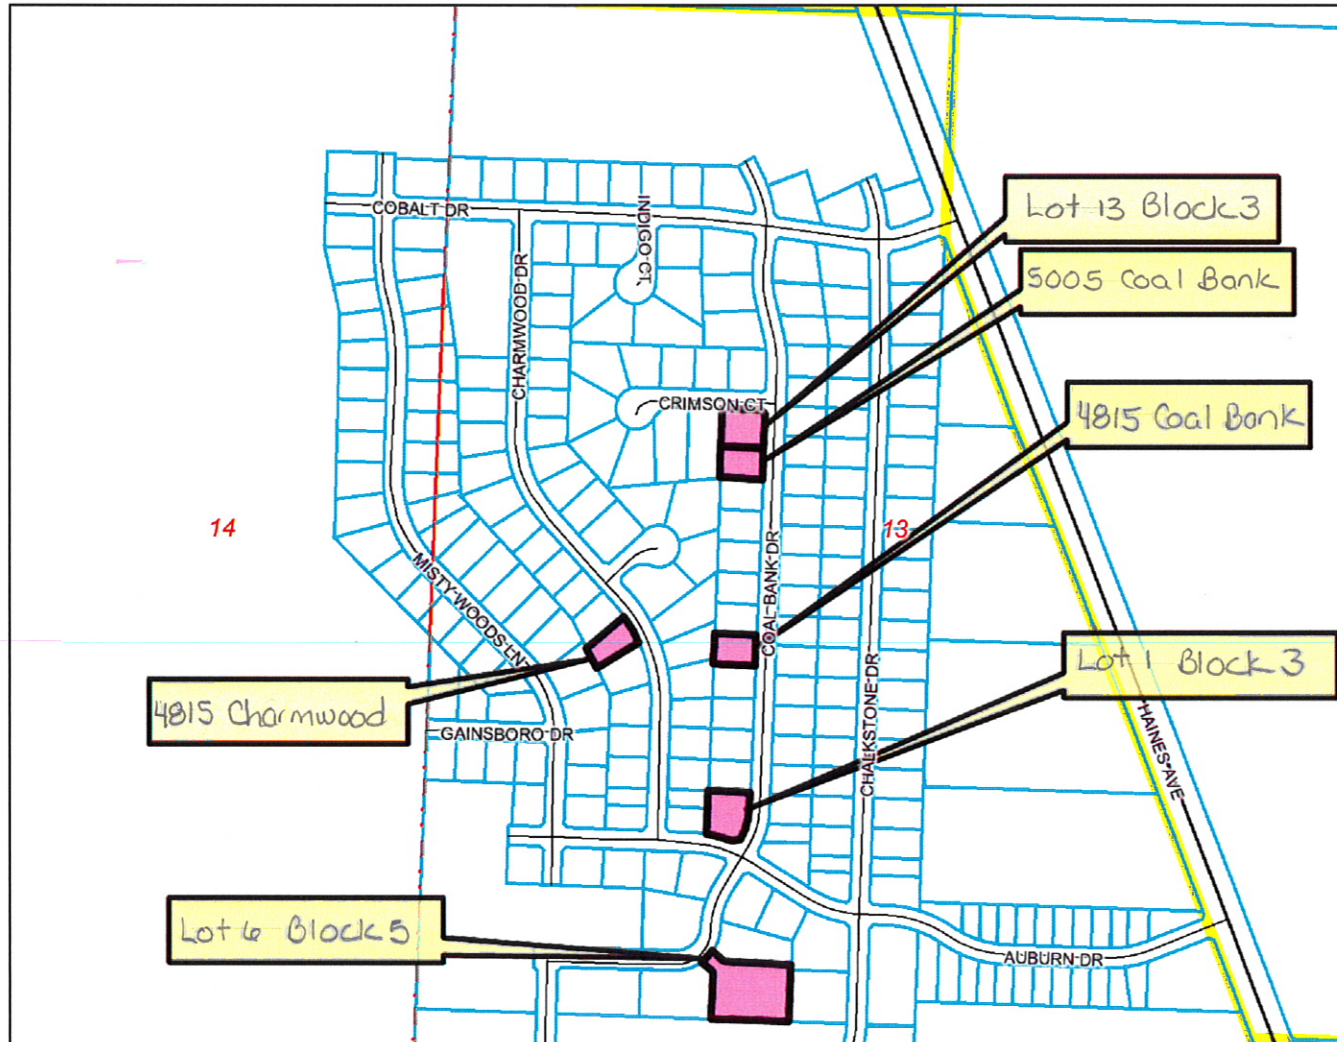 COBALT DR
INDIGO CT
Lot 13 Block 3
5005 Coal Bank
CHARMWOOD DR
CRIMSON CT
4815 Coal Bank
14
13
MISTY WOODS LN
COAL BANK DR
Lot 1 Block 3
CHALKSTONE DR
4815 Charmwood
GAINSBORO DR
HAINES AVE
Lot 6 Block 5
AUBURN DR